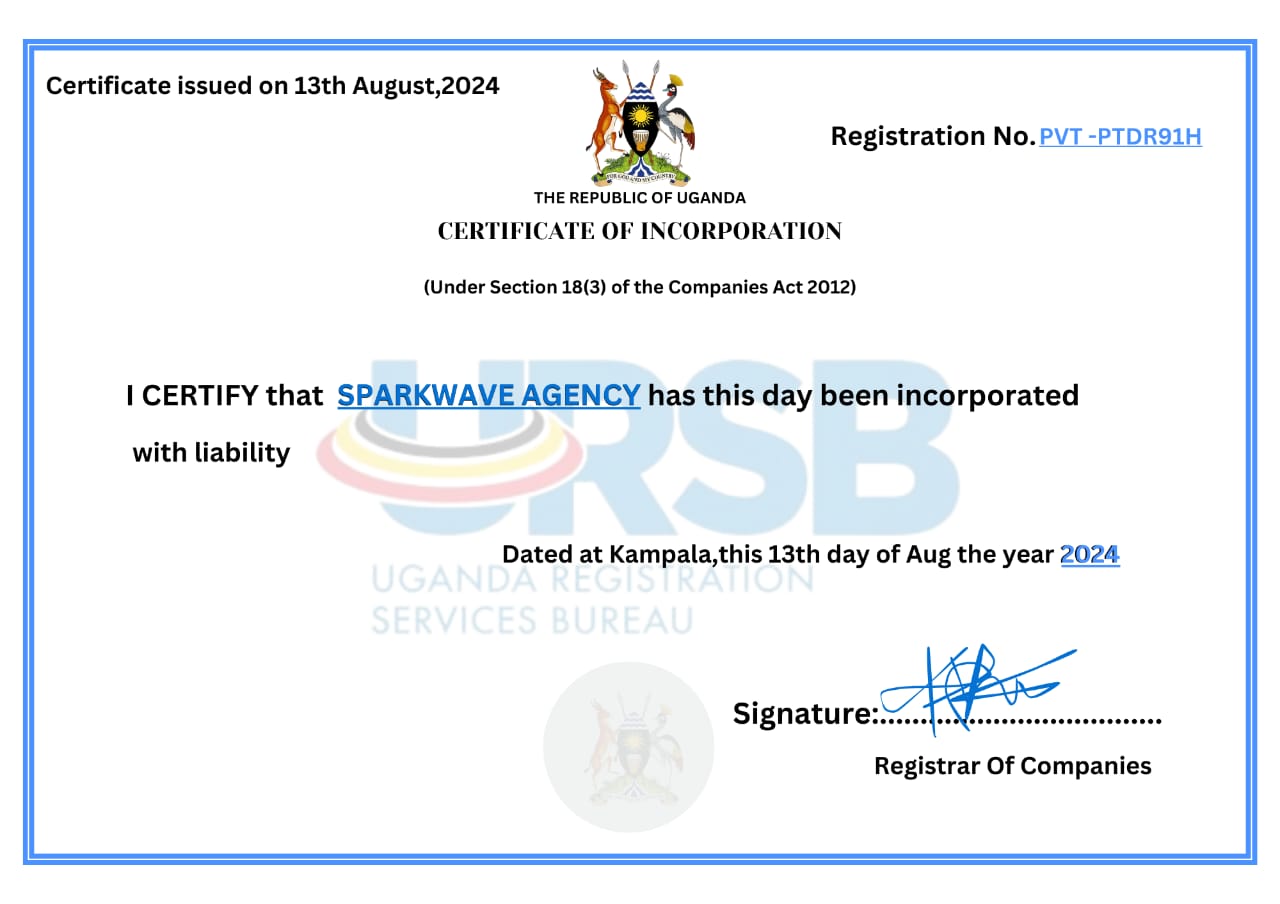 Certificate issued on 13th August,2024
Registration No. PVT -PTDR91H
FOR GOD AND MY COUNTRY
THE REPUBLIC OF UGANDA
CERTIFICATE OF INCORPORATION
(Under Section 18(3) of the Companies Act 2012)
I CERTIFY that SPARKWAVE AGENCY has this day been incorporated
with liability
URSB
Dated at Kampala,this 13th day of Aug the year 2024
UGANDA REGISTRATION
SERVICES BUREAU
Signature:....................................
Registrar Of Companies